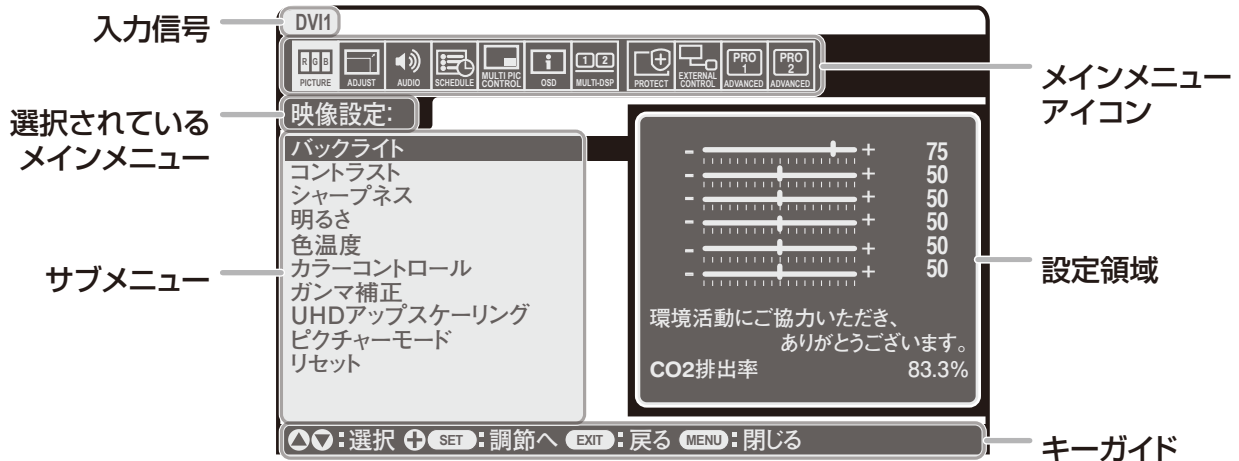 入力信号
DVI1
RGB
PICTURE
ADJUST
AUDIO
SCHEDULE
MULTI PIC
CONTROL
OSD
1 2
MULTI-DSP
PROTECT
EXTERNAL
CONTROL
PRO
1
ADVANCED
PRO
2
ADVANCED
メインメニュー
アイコン
選択されている
メインメニュー
映像設定:
サブメニュー
バックライト
コントラスト
シャープネス
明るさ
色温度
カラーコントロール
ガンマ補正
UHDアップスケーリング
ピクチャーモード
リセット
- + 75
- + 50
- + 50
- + 50
- + 50
- + 50
環境活動にご協力いただき、
ありがとうございます。
CO2排出率 83.3%
設定領域
:選択 SET:調節へ EXIT:戻る MENU:閉じる
キーガイド